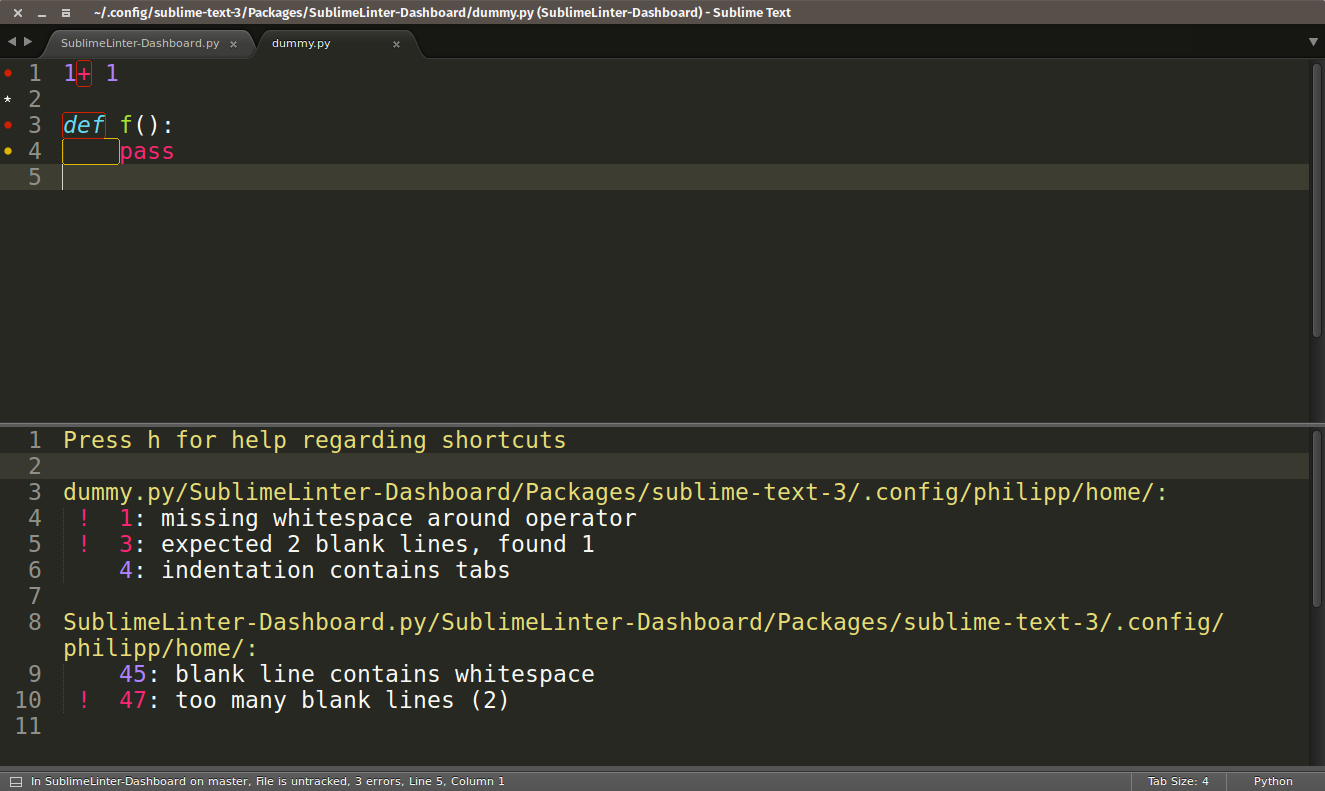 ~/.config/sublime-text-3/Packages/SublimeLinter-Dashboard/dummy.py (SublimeLinter-Dashboard) - Sublime Text
SublimeLinter-Dashboard.py × dummy.py ×
1 1+ 1
* 2
3 def f():
4 pass
5
1 Press h for help regarding shortcuts
2
3 dummy.py/SublimeLinter-Dashboard/Packages/sublime-text-3/.config/philipp/home/:
4 ! 1: missing whitespace around operator
5 ! 3: expected 2 blank lines, found 1
6 4: indentation contains tabs
7
8 SublimeLinter-Dashboard.py/SublimeLinter-Dashboard/Packages/sublime-text-3/.config/
philipp/home/:
9 45: blank line contains whitespace
10 ! 47: too many blank lines (2)
11
In SublimeLinter-Dashboard on master, File is untracked, 3 errors, Line 5, Column 1 Tab Size: 4 Python